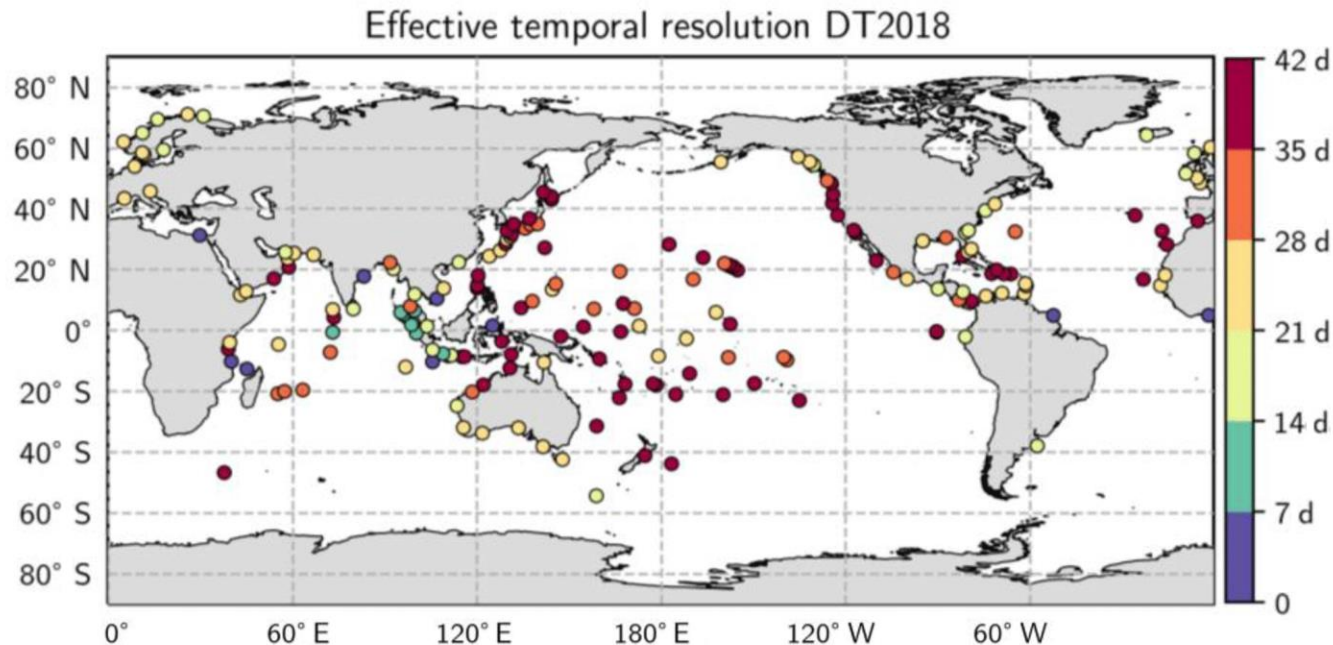 Effective temporal resolution DT2018
80° N
60° N
40° N
20° N
0°
20° S
40° S
60° S
80° S
0°
60° E
120° E
180° E
120° W
60° W
42 d
35 d
28 d
21 d
14 d
7 d
0